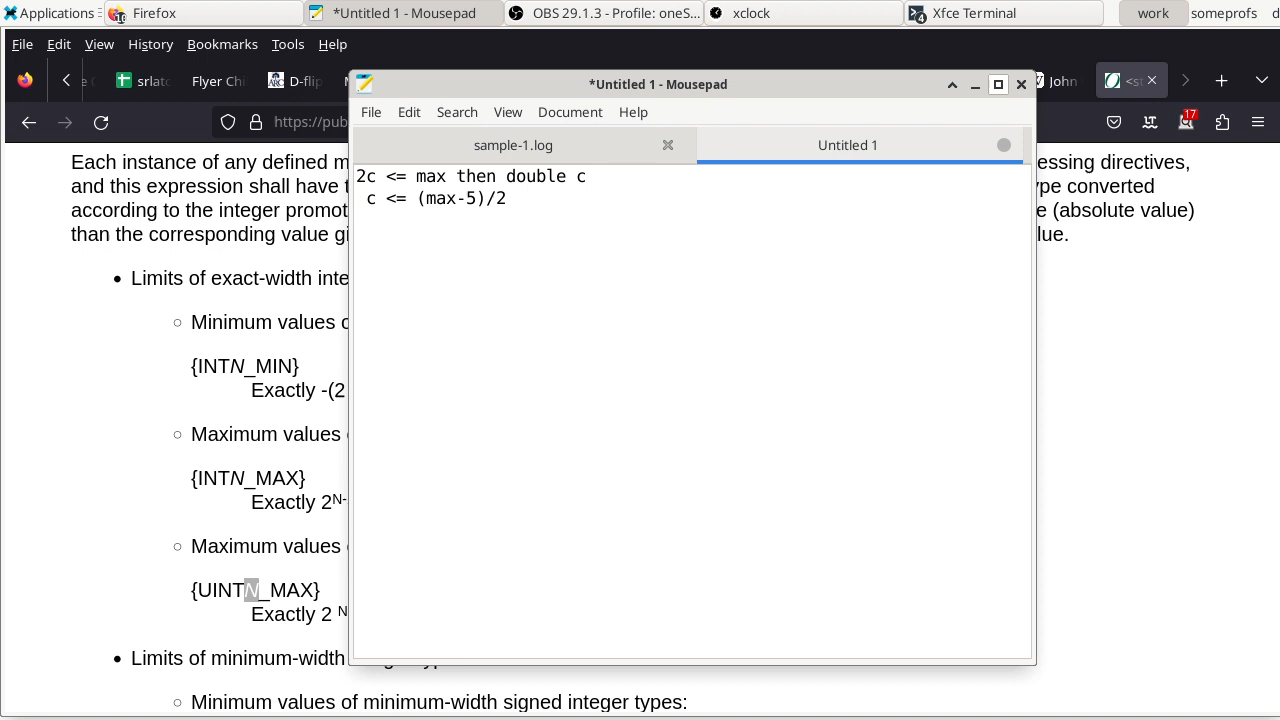 Applications
Firefox
*Untitled 1 - Mousepad
OBS 29.1.3 - Profile: oneS...
xclock
Xfce Terminal
work
someprofs
File Edit View History Bookmarks Tools Help
srlatc
Flyer Chi
D-flip
John
<st
https://pub
17
*Untitled 1 - Mousepad
File Edit Search View Document Help
sample-1.log
Untitled 1
2c <= max then double c
c <= (max-5)/2
Each instance of any defined m
essing directives,
and this expression shall have t
ype converted
according to the integer promot
e (absolute value)
than the corresponding value gi
lue.
• Limits of exact-width inte
○ Minimum values o
{INTN_MIN}
Exactly -(2
○ Maximum values
{INTN_MAX}
Exactly 2N-
○ Maximum values
{UINTN_MAX}
Exactly 2 N
• Limits of minimum-width
○ Minimum values of minimum-width signed integer types: